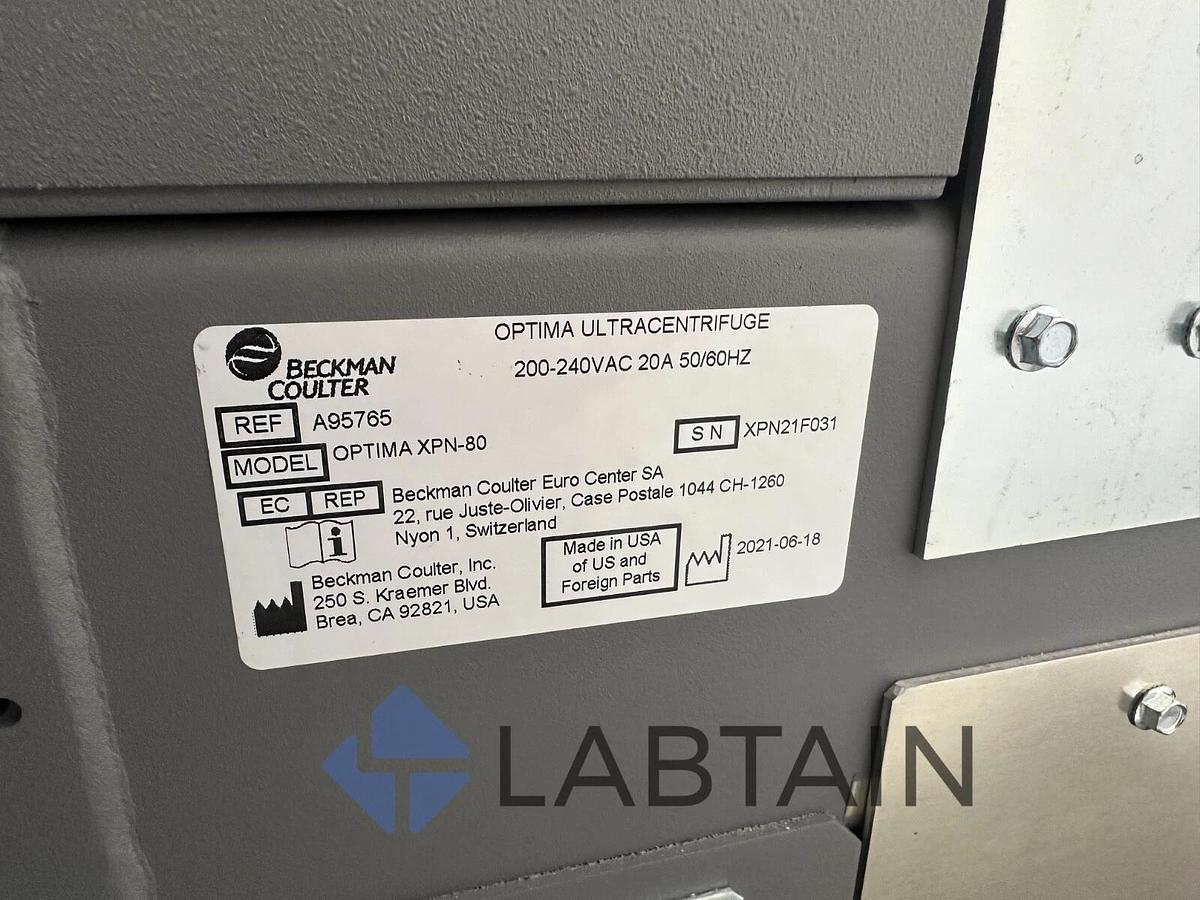 OPTIMA ULTRACENTRIFUGE
200-240VAC 20A 50/60HZ
BECKMAN
COULTER
REF A95765
MODEL OPTIMA XPN-80
SN XPN21F031
EC REP
Beckman Coulter Euro Center SA
22, rue Juste-Olivier, Case Postale 1044 CH-1260
Nyon 1, Switzerland
i
Beckman Coulter, Inc.
250 S. Kraemer Blvd.
Brea, CA 92821, USA
Made in USA
of US and
Foreign Parts
2021-06-18
LABTAIN